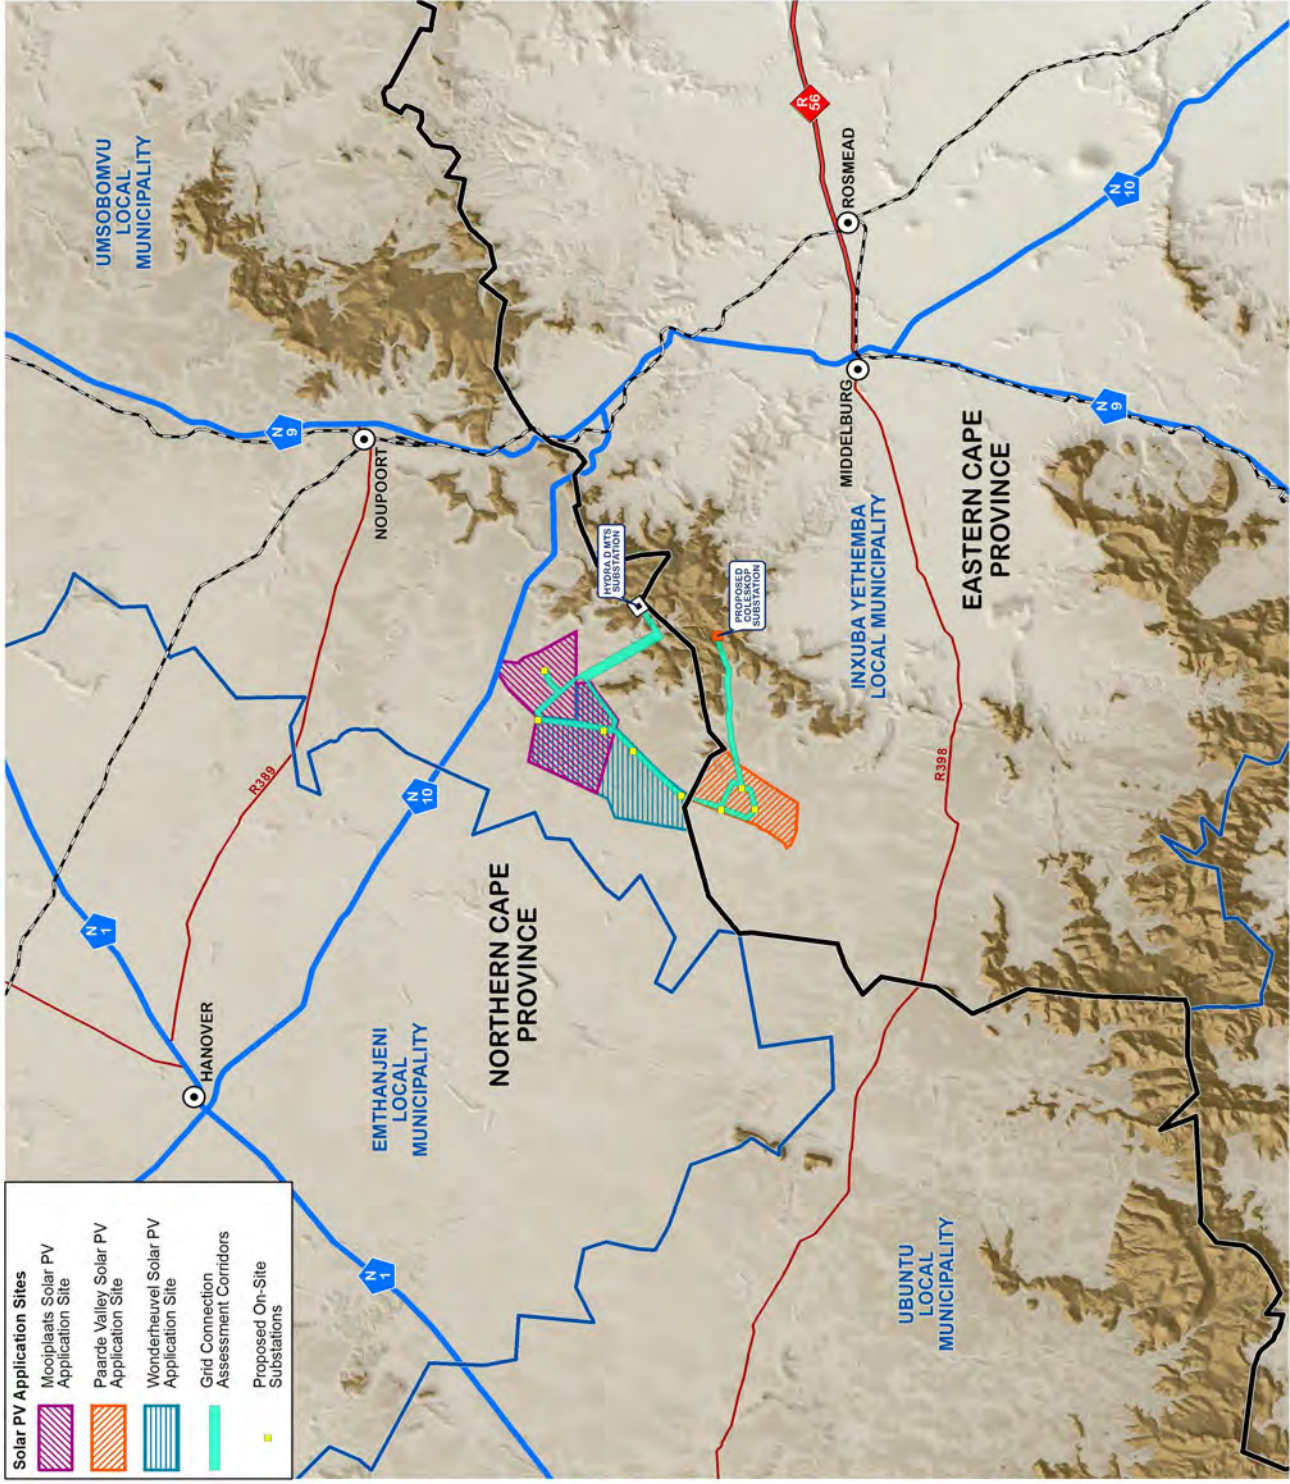 Solar PV Application Sites
Mooiplaats Solar PV
Application Site
Paarde Valley Solar PV
Application Site
Wonderheuvel Solar PV
Application Site
Grid Connection
Assessment Corridors
Proposed On-Site
Substations
N
1
HANOVER
N
1
R389
N
10
N
9
NOUPOORT
UMSOBOMVU
LOCAL
MUNICIPALITY
EMTHANJENI
LOCAL
MUNICIPALITY
NORTHERN CAPE
PROVINCE
HYDRA D MTS
SUBSTATION
PROPOSED
COLESKOP
SUBSTATION
R
56
ROSMEAD
MIDDELBURG
N
10
N
9
INXUBA YETHEMBA
LOCAL MUNICIPALITY
EASTERN CAPE
PROVINCE
R398
UBUNTU
LOCAL
MUNICIPALITY